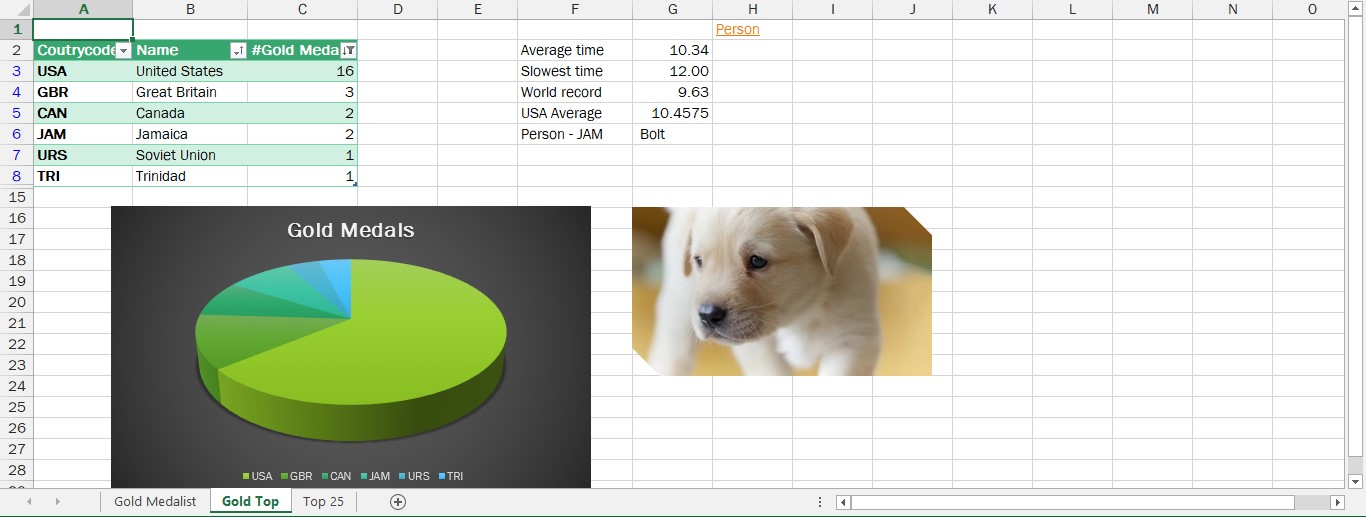 A B C D E F G H I J K L M N O
1 Person
2 Coutrycode Name #Gold Meda Average time 10.34
3 USA United States 16 Slowest time 12.00
4 GBR Great Britain 3 World record 9.63
5 CAN Canada 2 USA Average 10.4575
6 JAM Jamaica 2 Person - JAM Bolt
7 URS Soviet Union 1
8 TRI Trinidad 1
15
16
17 Gold Medals
18
19
20
21
22
23
24
25
26
27
28 USA GBR CAN JAM URS TRI
Gold Medalist Gold Top Top 25